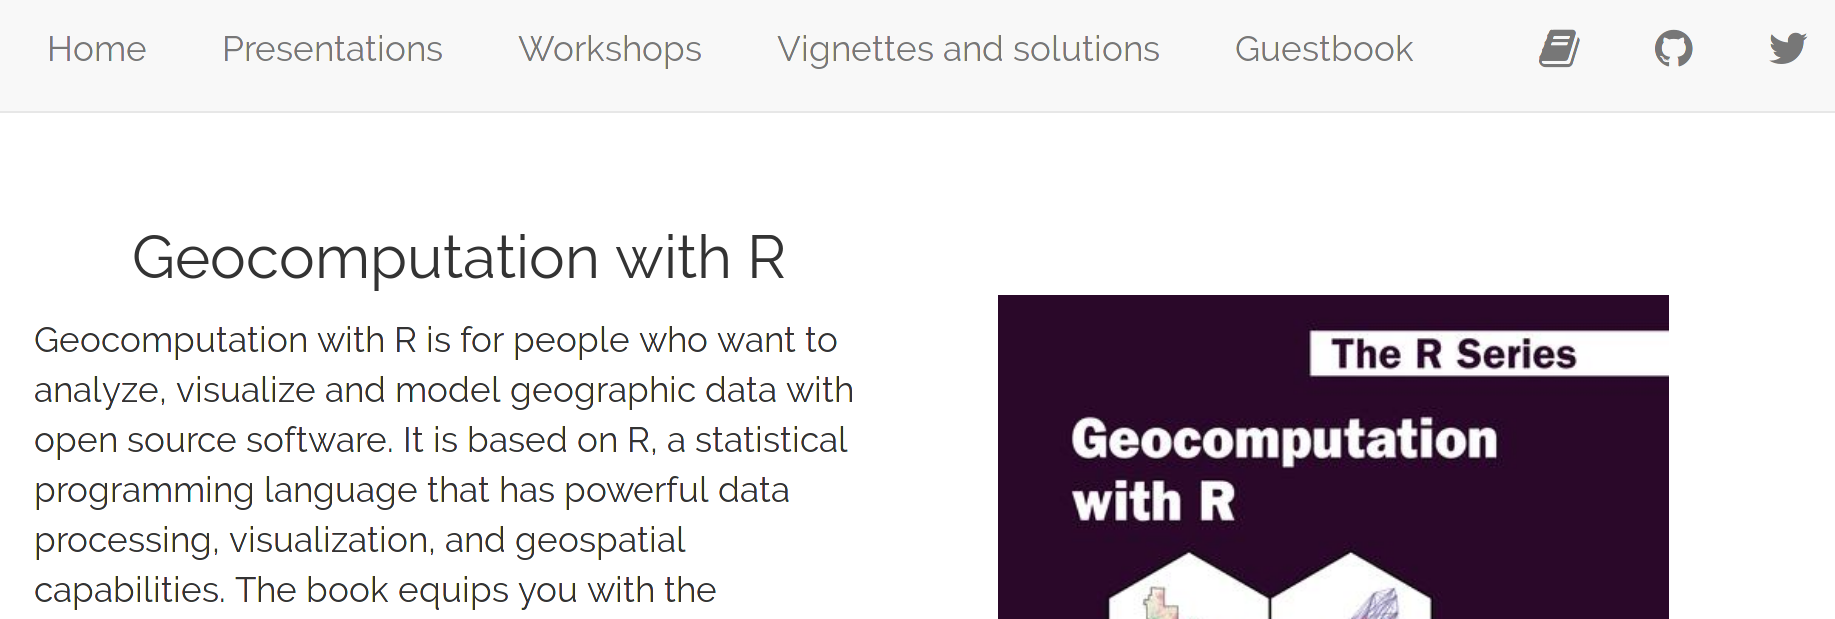 Home Presentations Workshops Vignettes and solutions Guestbook
Geocomputation with R
Geocomputation with R is for people who want to
analyze, visualize and model geographic data with
open source software. It is based on R, a statistical
programming language that has powerful data
processing, visualization, and geospatial
capabilities. The book equips you with the
The R Series
Geocomputation
with R